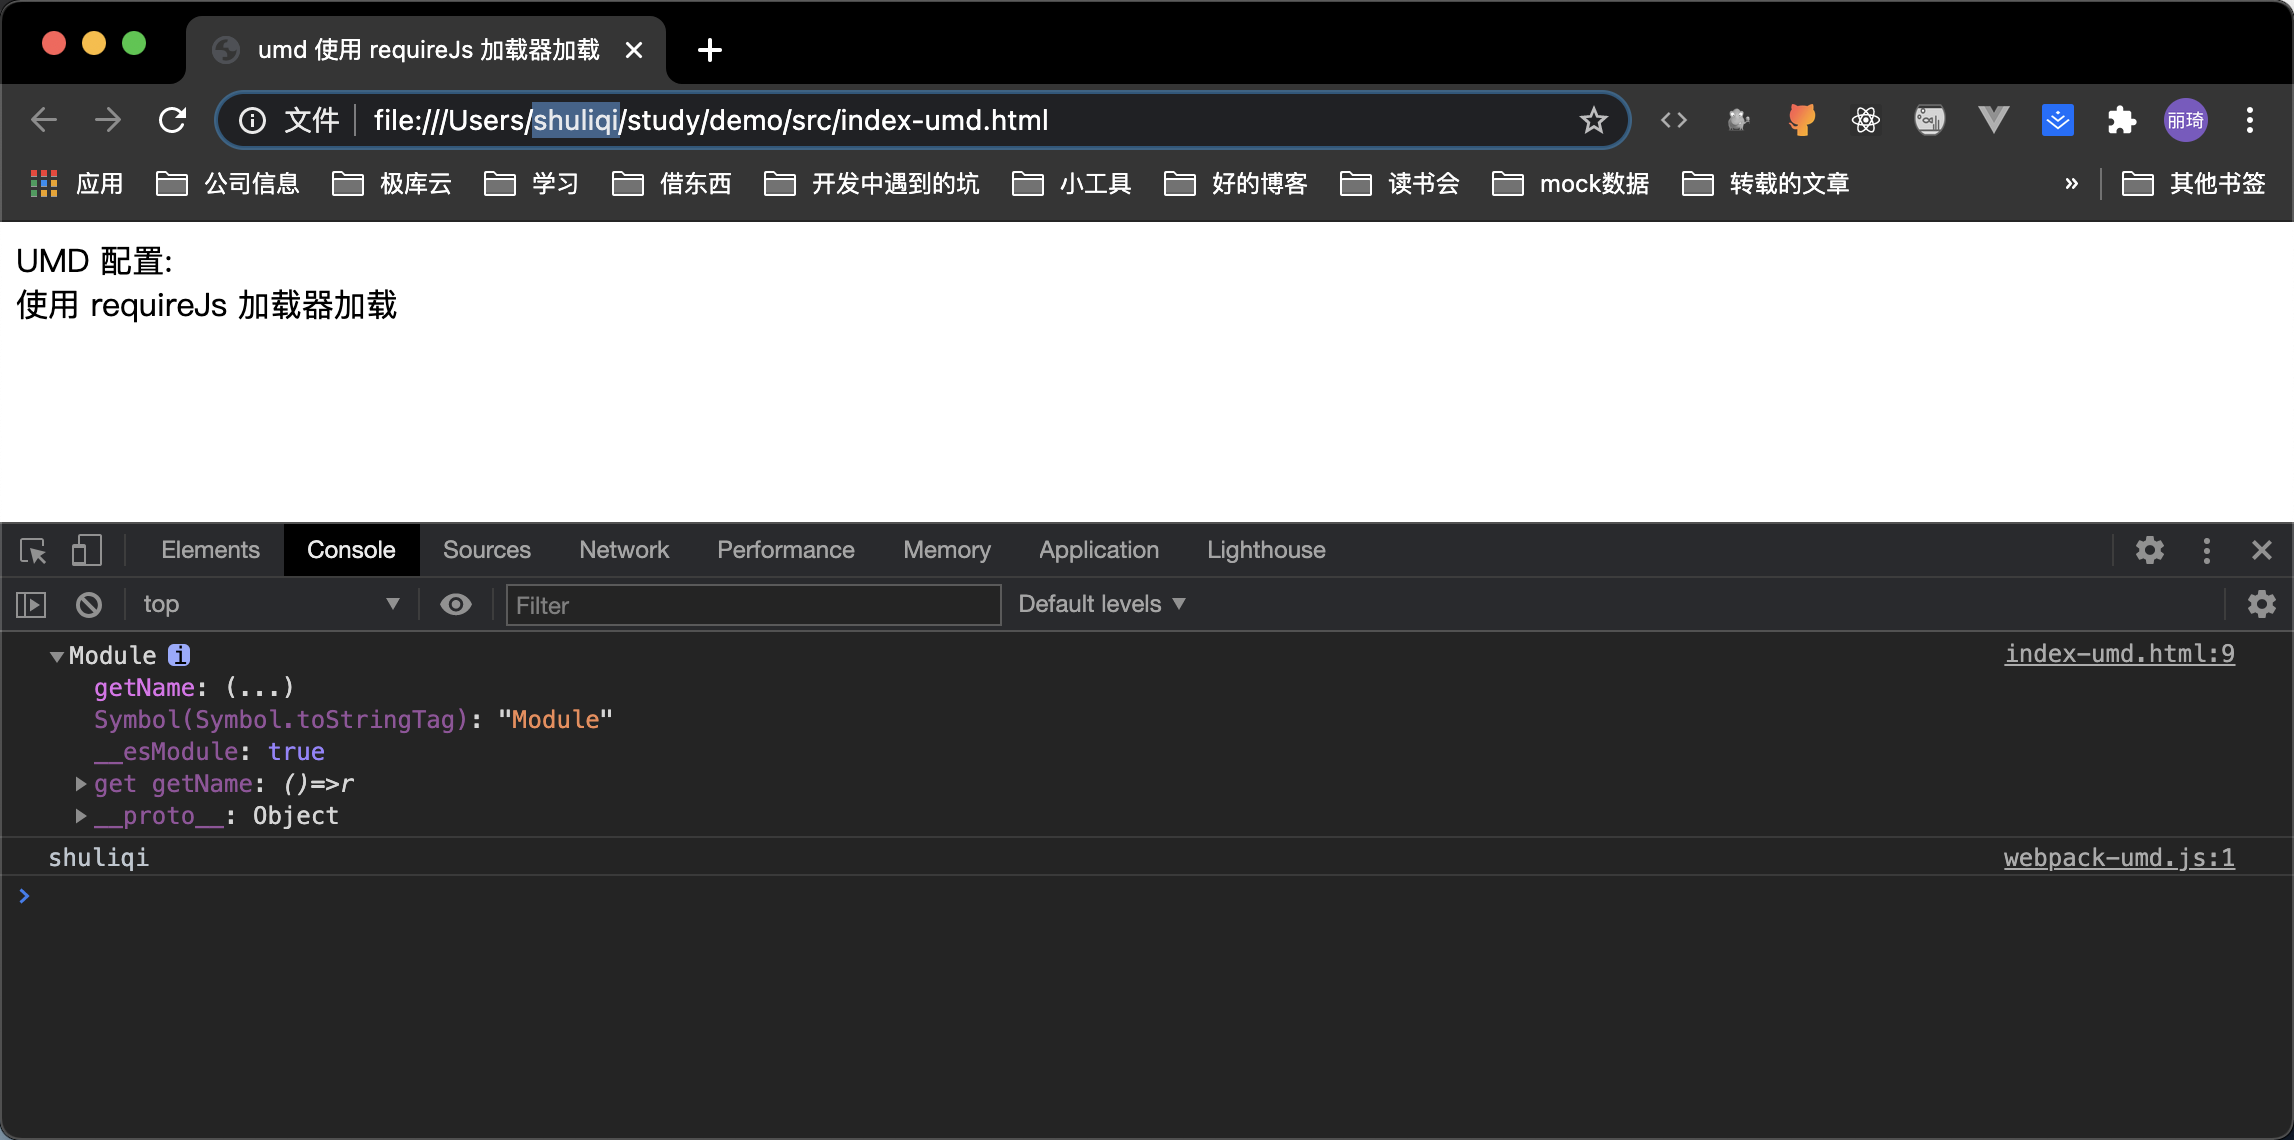 umd 使用 requireJs 加载器加载
文件 file:///Users/shuliqi/study/demo/src/index-umd.html
丽琦
应用 公司信息 极库云 学习 借东西 开发中遇到的坑 小工具 好的博客 读书会 mock数据 转载的文章 » 其他书签
UMD 配置:
使用 requireJs 加载器加载
Elements Console Sources Network Performance Memory Application Lighthouse
top Filter Default levels
Module i index-umd.html:9
getName: (...)
Symbol(Symbol.toStringTag): "Module"
__esModule: true
get getName: ()=>r
__proto__: Object
shuliqi webpack-umd.js:1